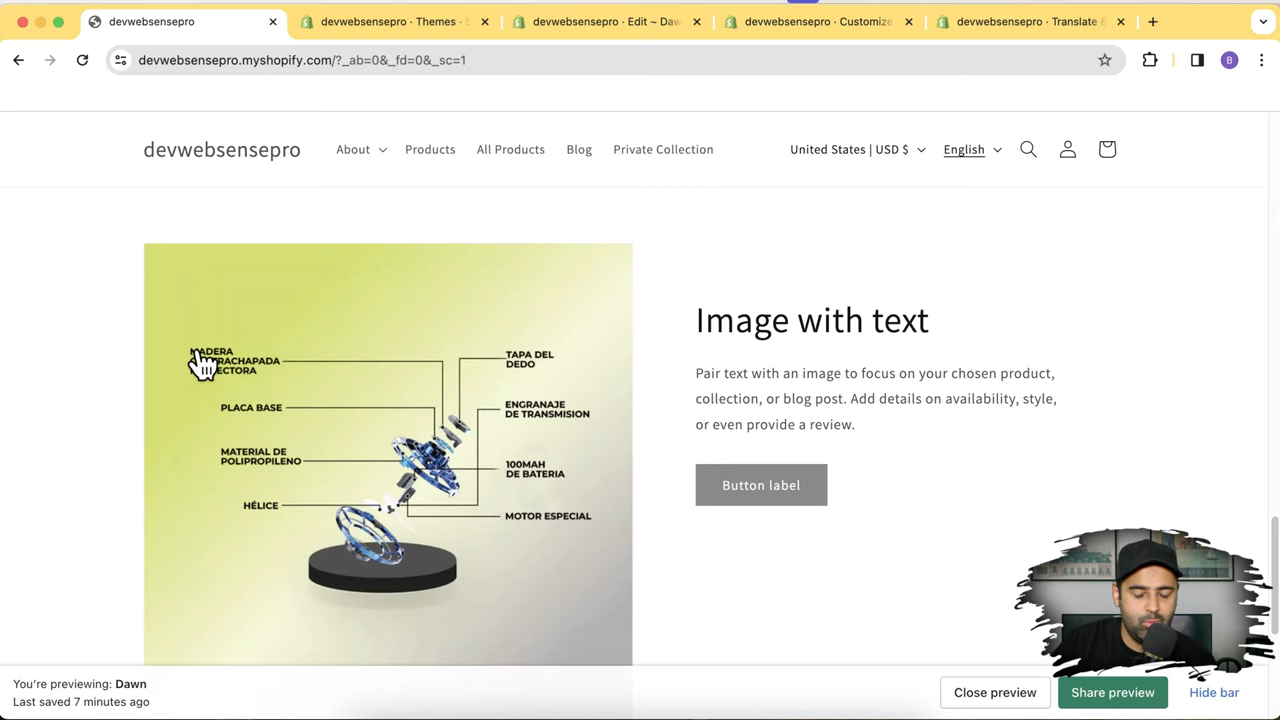 devwebsensepro
devwebsensepro · Themes · S
devwebsensepro · Edit ~ Daw
devwebsensepro · Customize
devwebsensepro · Translate &
devwebsensepro.myshopify.com/?_ab=0&_fd=0&_sc=1
B
devwebsensepro
About
Products
All Products
Blog
Private Collection
United States | USD $
English
MADERA
PLACA BASE
MATERIAL DE
POLIPROPILENO
HÉLICE
TAPA DEL
DEDO
ENGRANAJE
DE TRANSMISION
100MAH
DE BATERIA
MOTOR ESPECIAL
Image with text
Pair text with an image to focus on your chosen product,
collection, or blog post. Add details on availability, style,
or even provide a review.
Button label
You're previewing: Dawn
Last saved 7 minutes ago
Close preview
Share preview
Hide bar